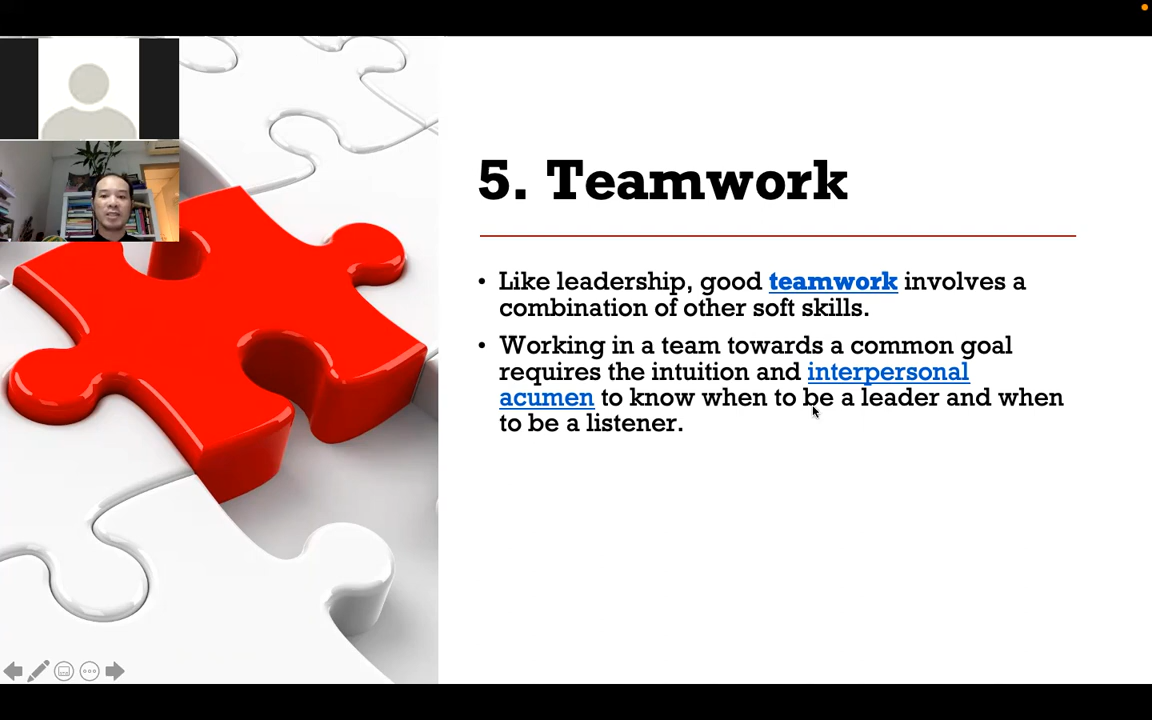 5. Teamwork
• Like leadership, good teamwork involves a
combination of other soft skills.
• Working in a team towards a common goal
requires the intuition and interpersonal
acumen to know when to be a leader and when
to be a listener.